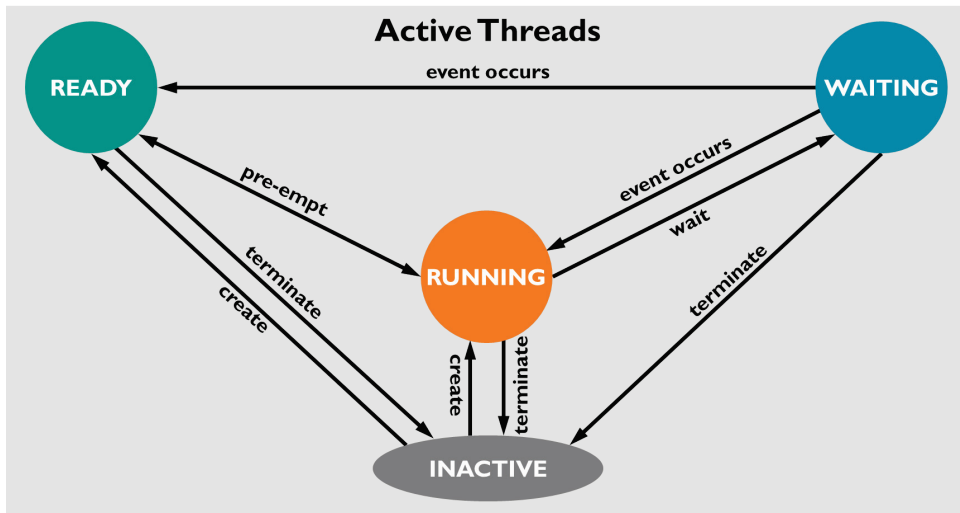 Active Threads
event occurs
READY
WAITING
pre-empt
event occurs
wait
RUNNING
terminate
create
terminate
create
terminate
INACTIVE